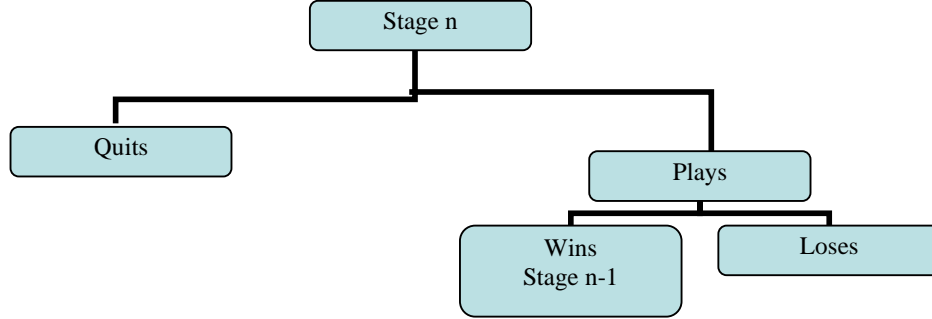 Stage n
Quits
Plays
Wins
Stage n-1
Loses